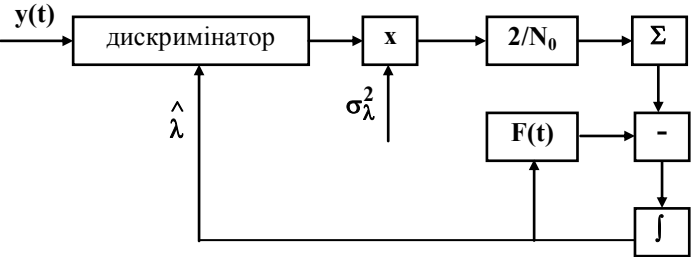 y(t)
дискримінатор
x
2/N₀
Σ
λ̂
σ²λ
F(t)
-
∫